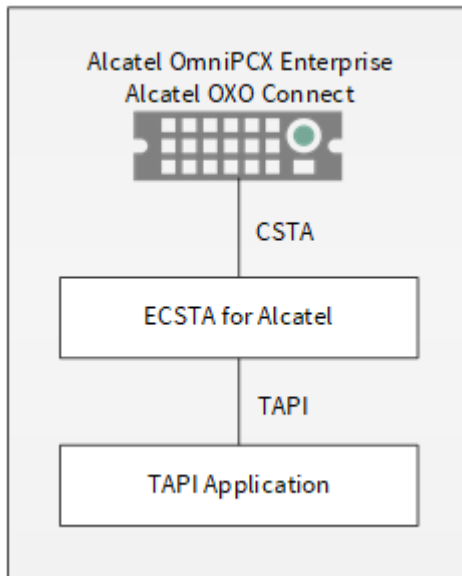 Alcatel OmniPCX Enterprise
Alcatel OXO Connect
CSTA
ECSTA for Alcatel
TAPI
TAPI Application